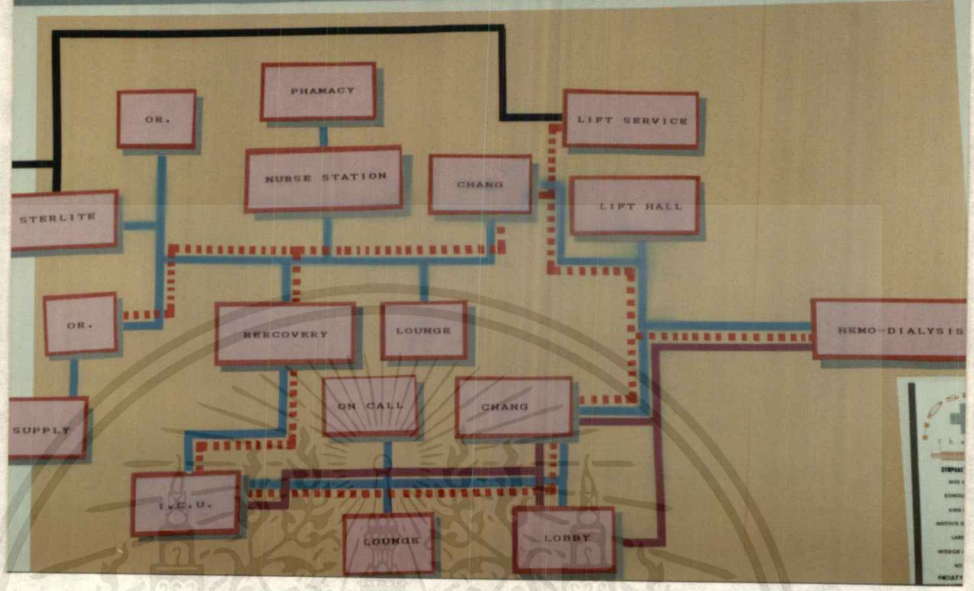 PHAMACY
OR.
LIFT SERVICE
NURSE STATION
CHANG
LIFT HALL
STERLITE
OR.
RERCOVERY
LOUNGE
HEMO-DIALYSIS
ON CALL
CHANG
SUPPLY
I.C.U.
LOUNGE
LOBBY